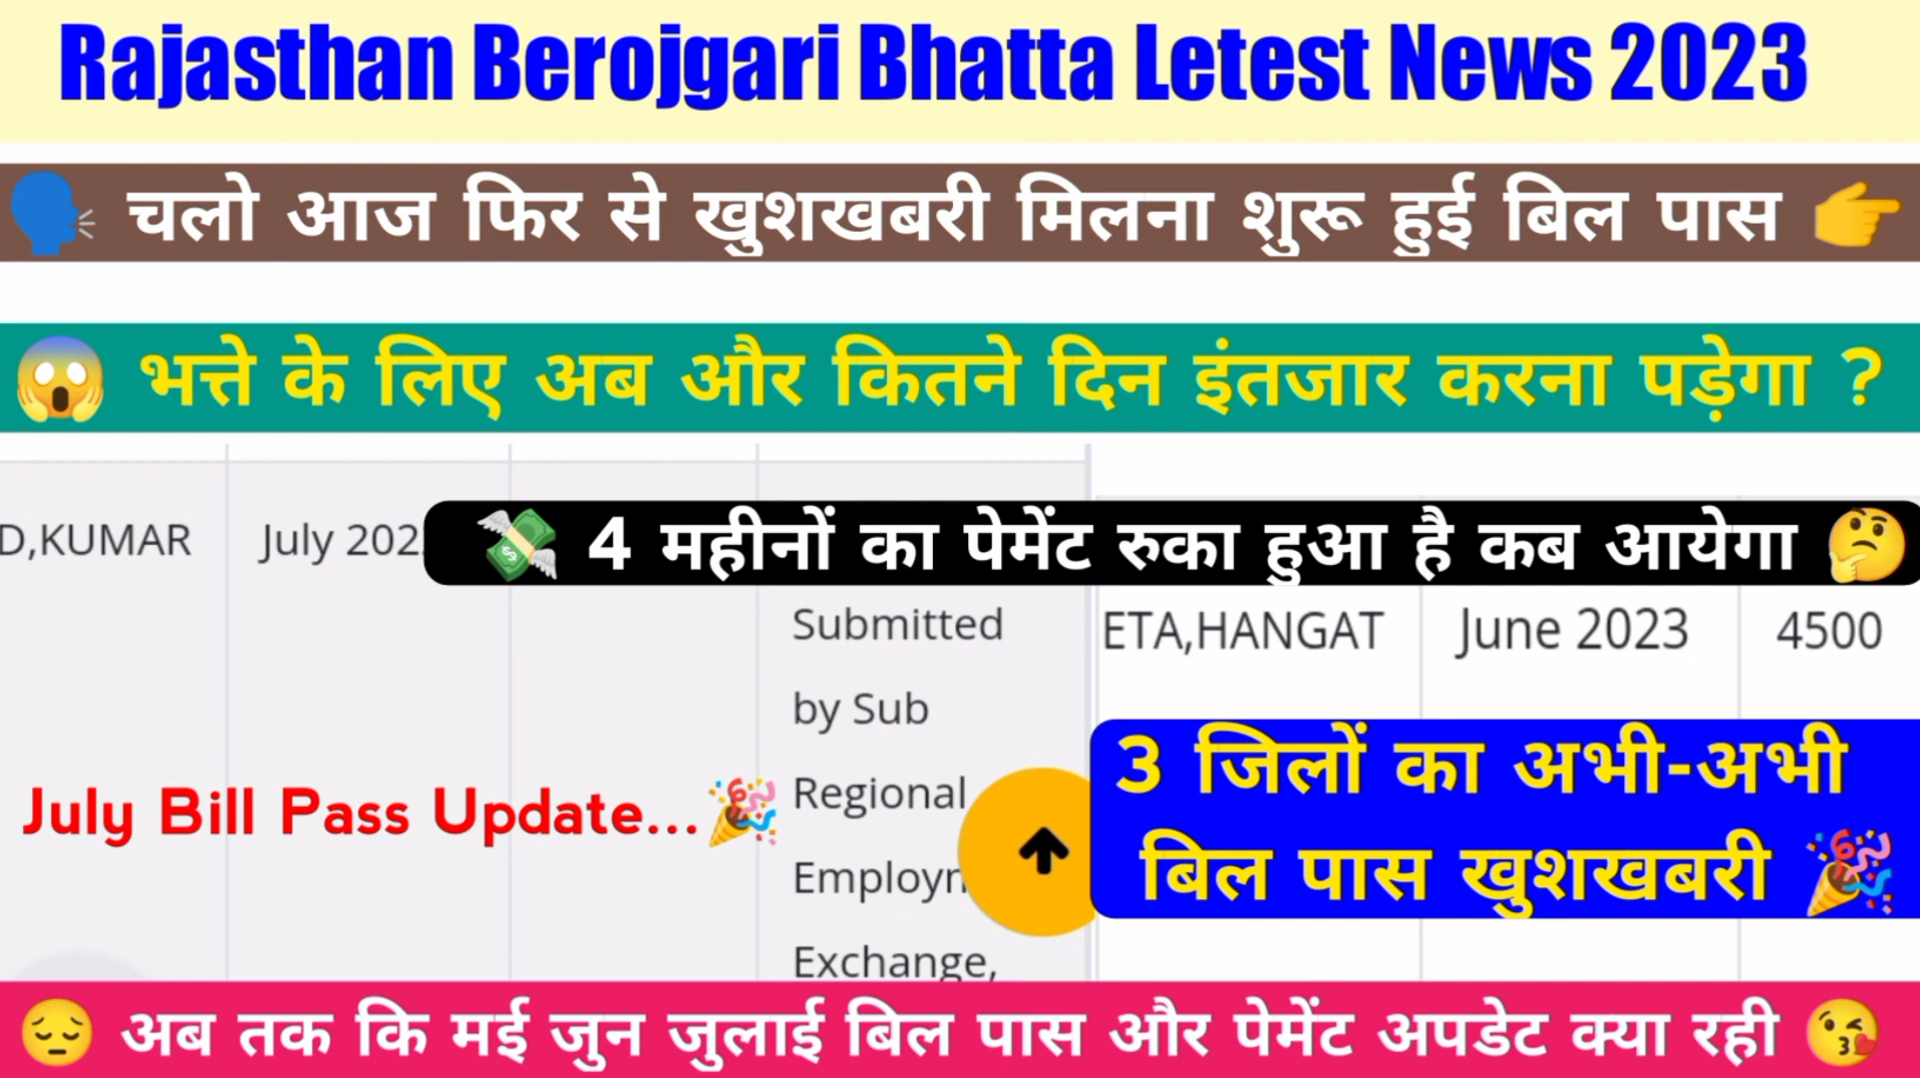 Rajasthan Berojgari Bhatta Letest News 2023
चलो आज फिर से खुशखबरी मिलना शुरू हुई बिल पास
भत्ते के लिए अब और कितने दिन इंतजार करना पड़ेगा ?
D,KUMAR
July 202
4 महीनों का पेमेंट रुका हुआ है कब आयेगा
Submitted
by Sub
Regional
Exchange,
ETA,HANGAT
June 2023
4500
July Bill Pass Update...
3 जिलों का अभी-अभी
बिल पास खुशखबरी
अब तक कि मई जुन जुलाई बिल पास और पेमेंट अपडेट क्या रही